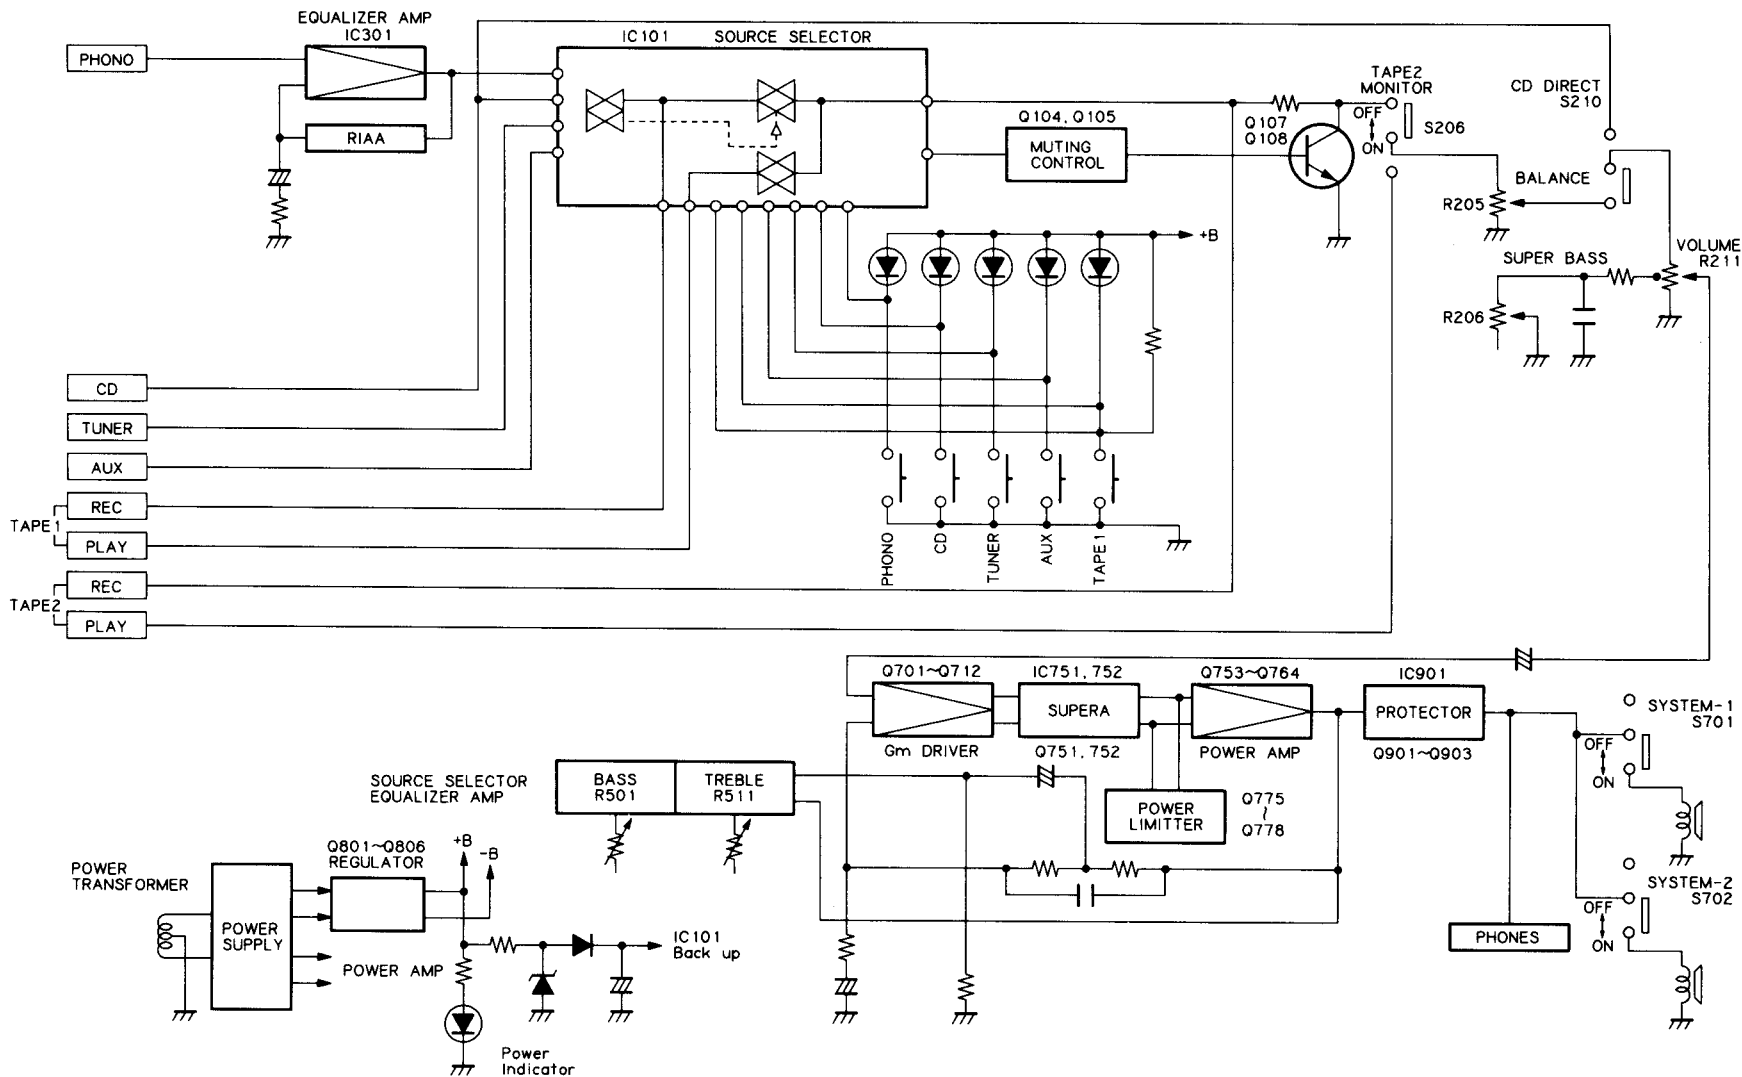 EQUALIZER AMP
IC301
PHONO
RIAA
IC101 SOURCE SELECTOR
Q104, Q105
MUTING
CONTROL
Q107
Q108
TAPE2
MONITOR
OFF
ON
S206
CD DIRECT
S210
BALANCE
R205
VOLUME
R211
SUPER BASS
R206
+B
CD
TUNER
AUX
TAPE1
REC
PLAY
TAPE2
REC
PLAY
PHONO
CD
TUNER
AUX
TAPE1
Q701~Q712
Gm DRIVER
IC751, 752
SUPERA
Q751, 752
Q753~Q764
POWER AMP
IC901
PROTECTOR
Q901~Q903
SYSTEM-1
S701
OFF
ON
POWER
LIMITTER
Q775
~
Q778
SYSTEM-2
S702
OFF
ON
PHONES
BASS
R501
TREBLE
R511
SOURCE SELECTOR
EQUALIZER AMP
+B
-B
Q801~Q806
REGULATOR
POWER
TRANSFORMER
POWER
SUPPLY
POWER AMP
IC101
Back up
Power
Indicator